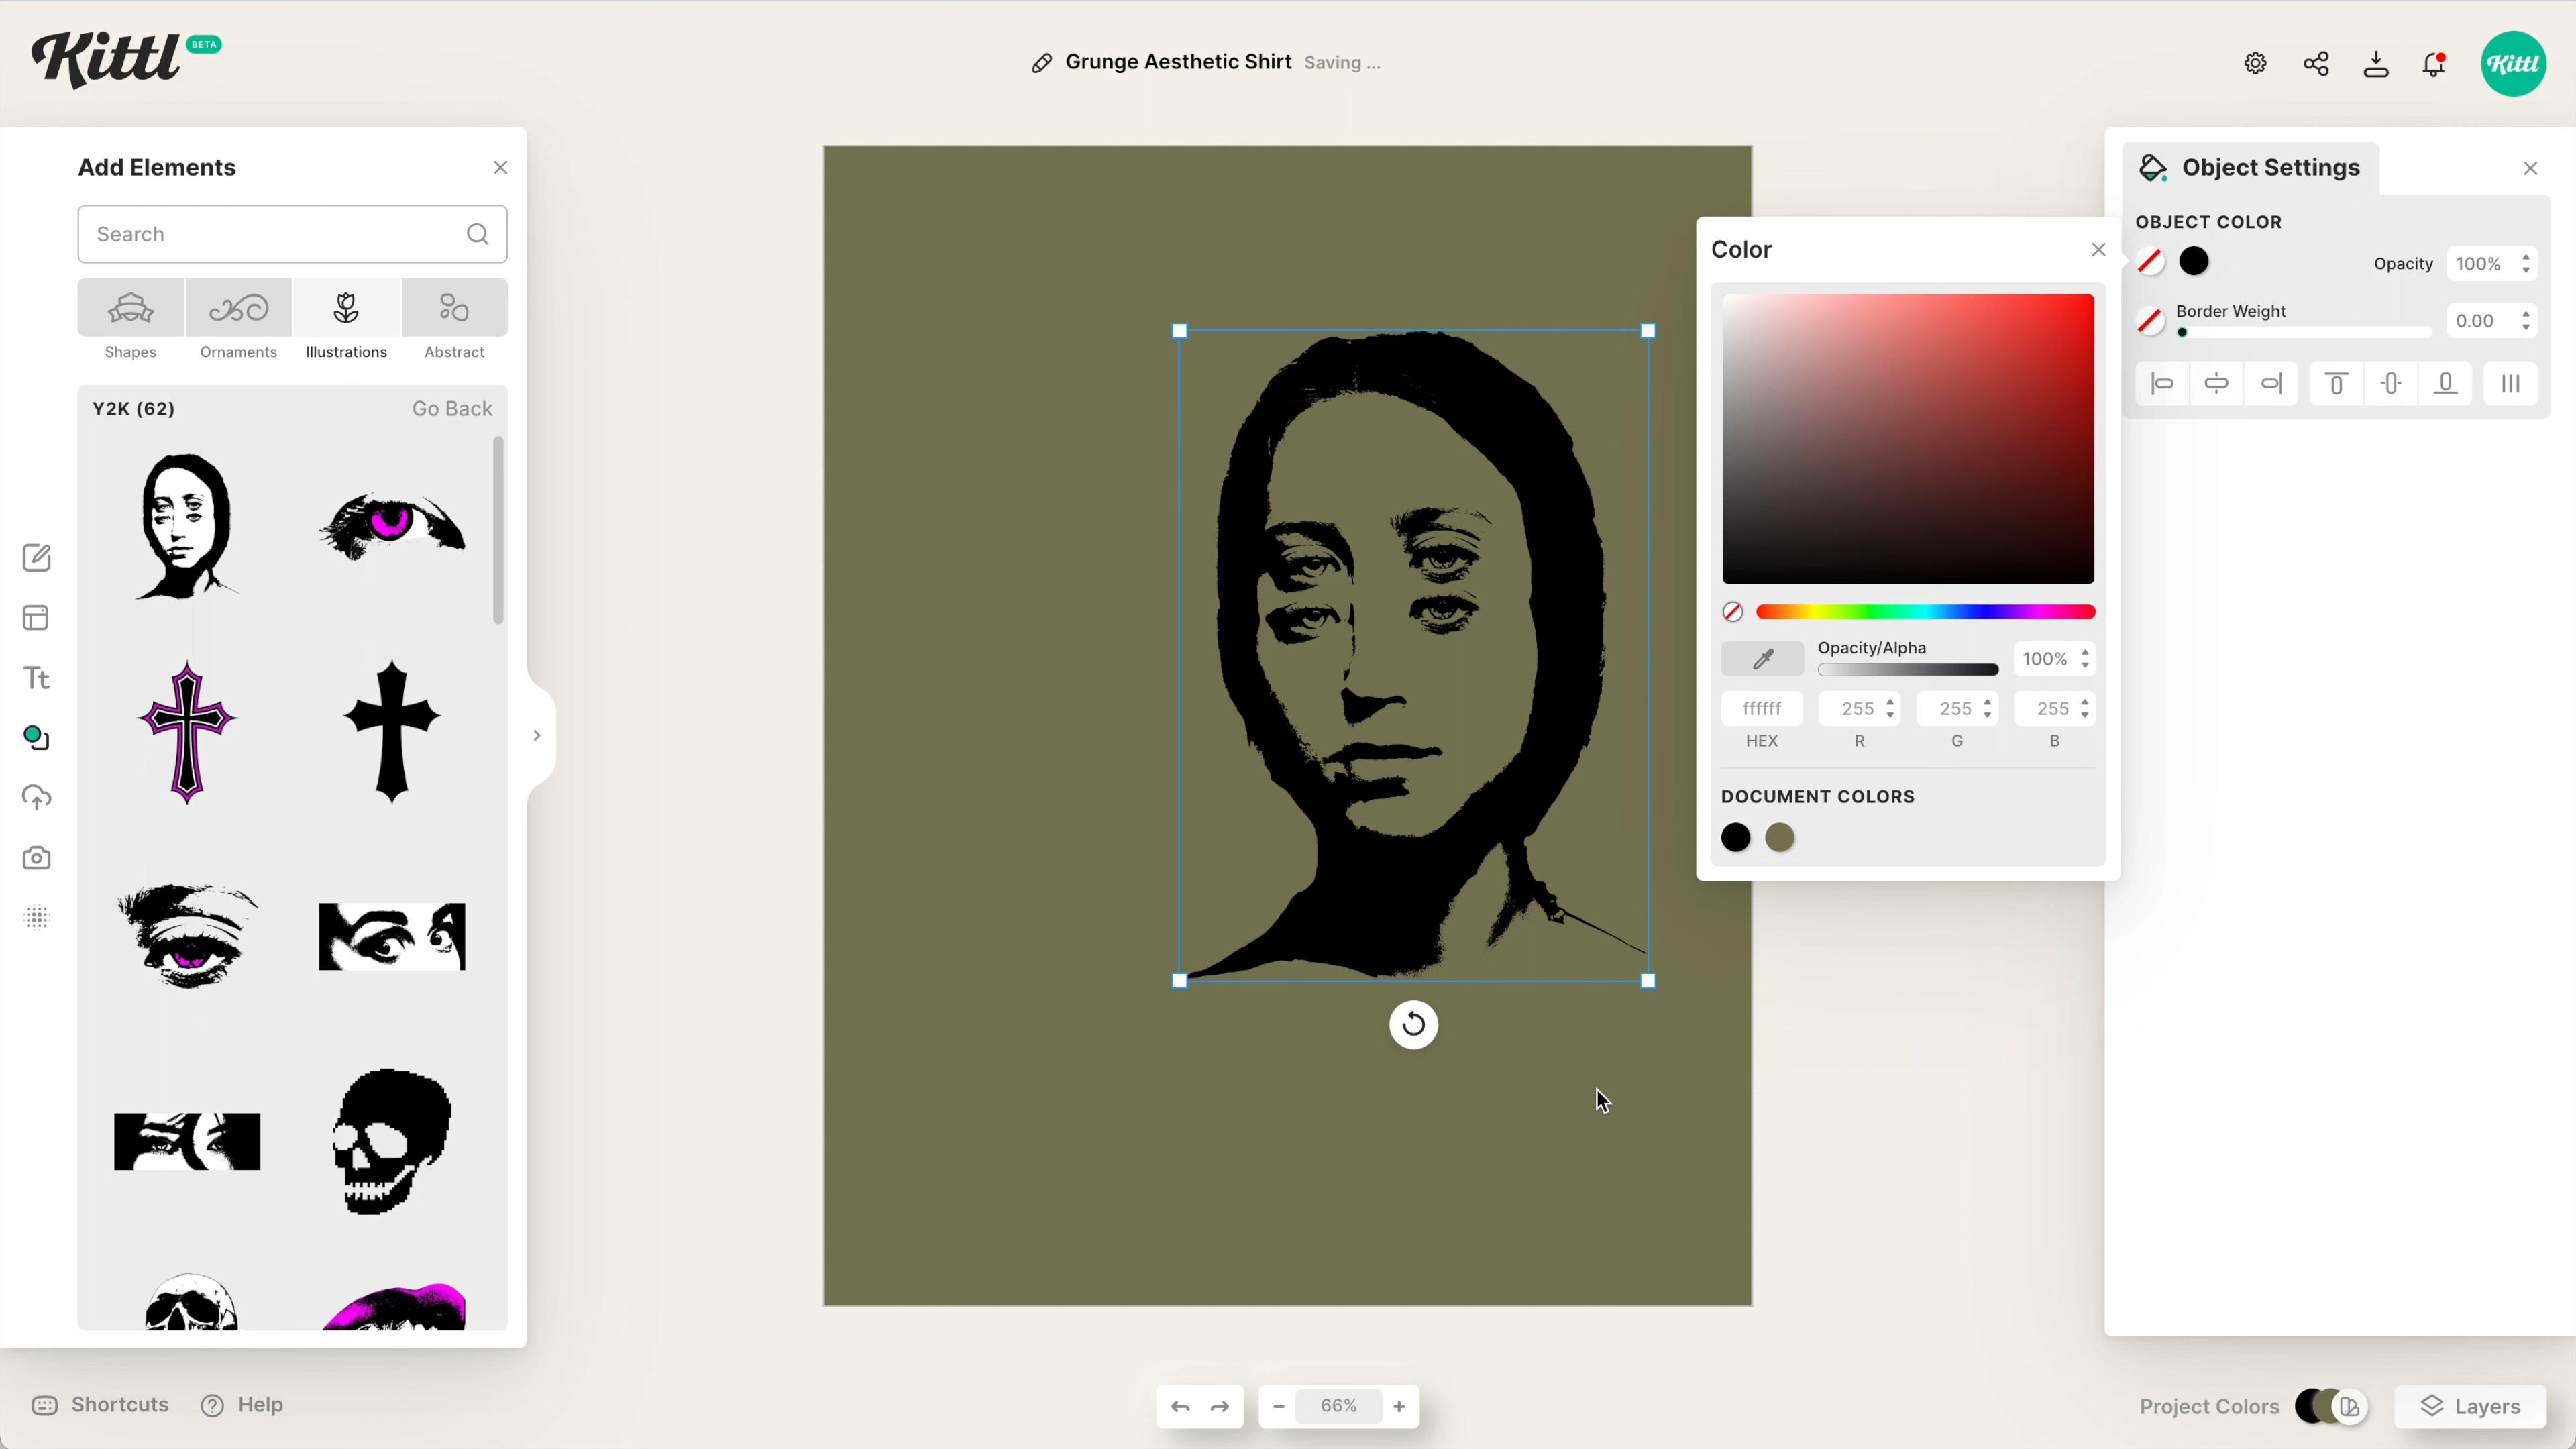 Kittl BETA
Grunge Aesthetic Shirt Saving ...
Kittl
Add Elements
Search
Shapes Ornaments Illustrations Abstract
Y2K (62) Go Back
Color
Opacity/Alpha
100%
ffffff 255 255 255
HEX R G B
DOCUMENT COLORS
Object Settings
OBJECT COLOR
Opacity 100%
Border Weight 0.00
Shortcuts Help
66%
Project Colors Layers